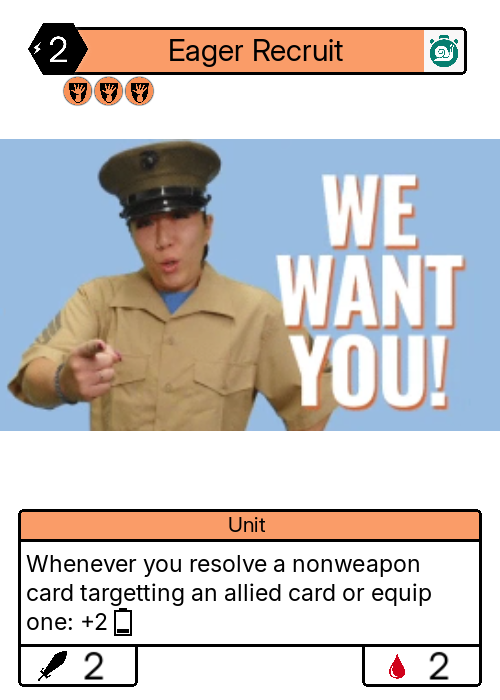 2
Eager Recruit
WE
WANT
YOU!
Unit
Whenever you resolve a nonweapon
card targetting an allied card or equip
one: +2
2
2